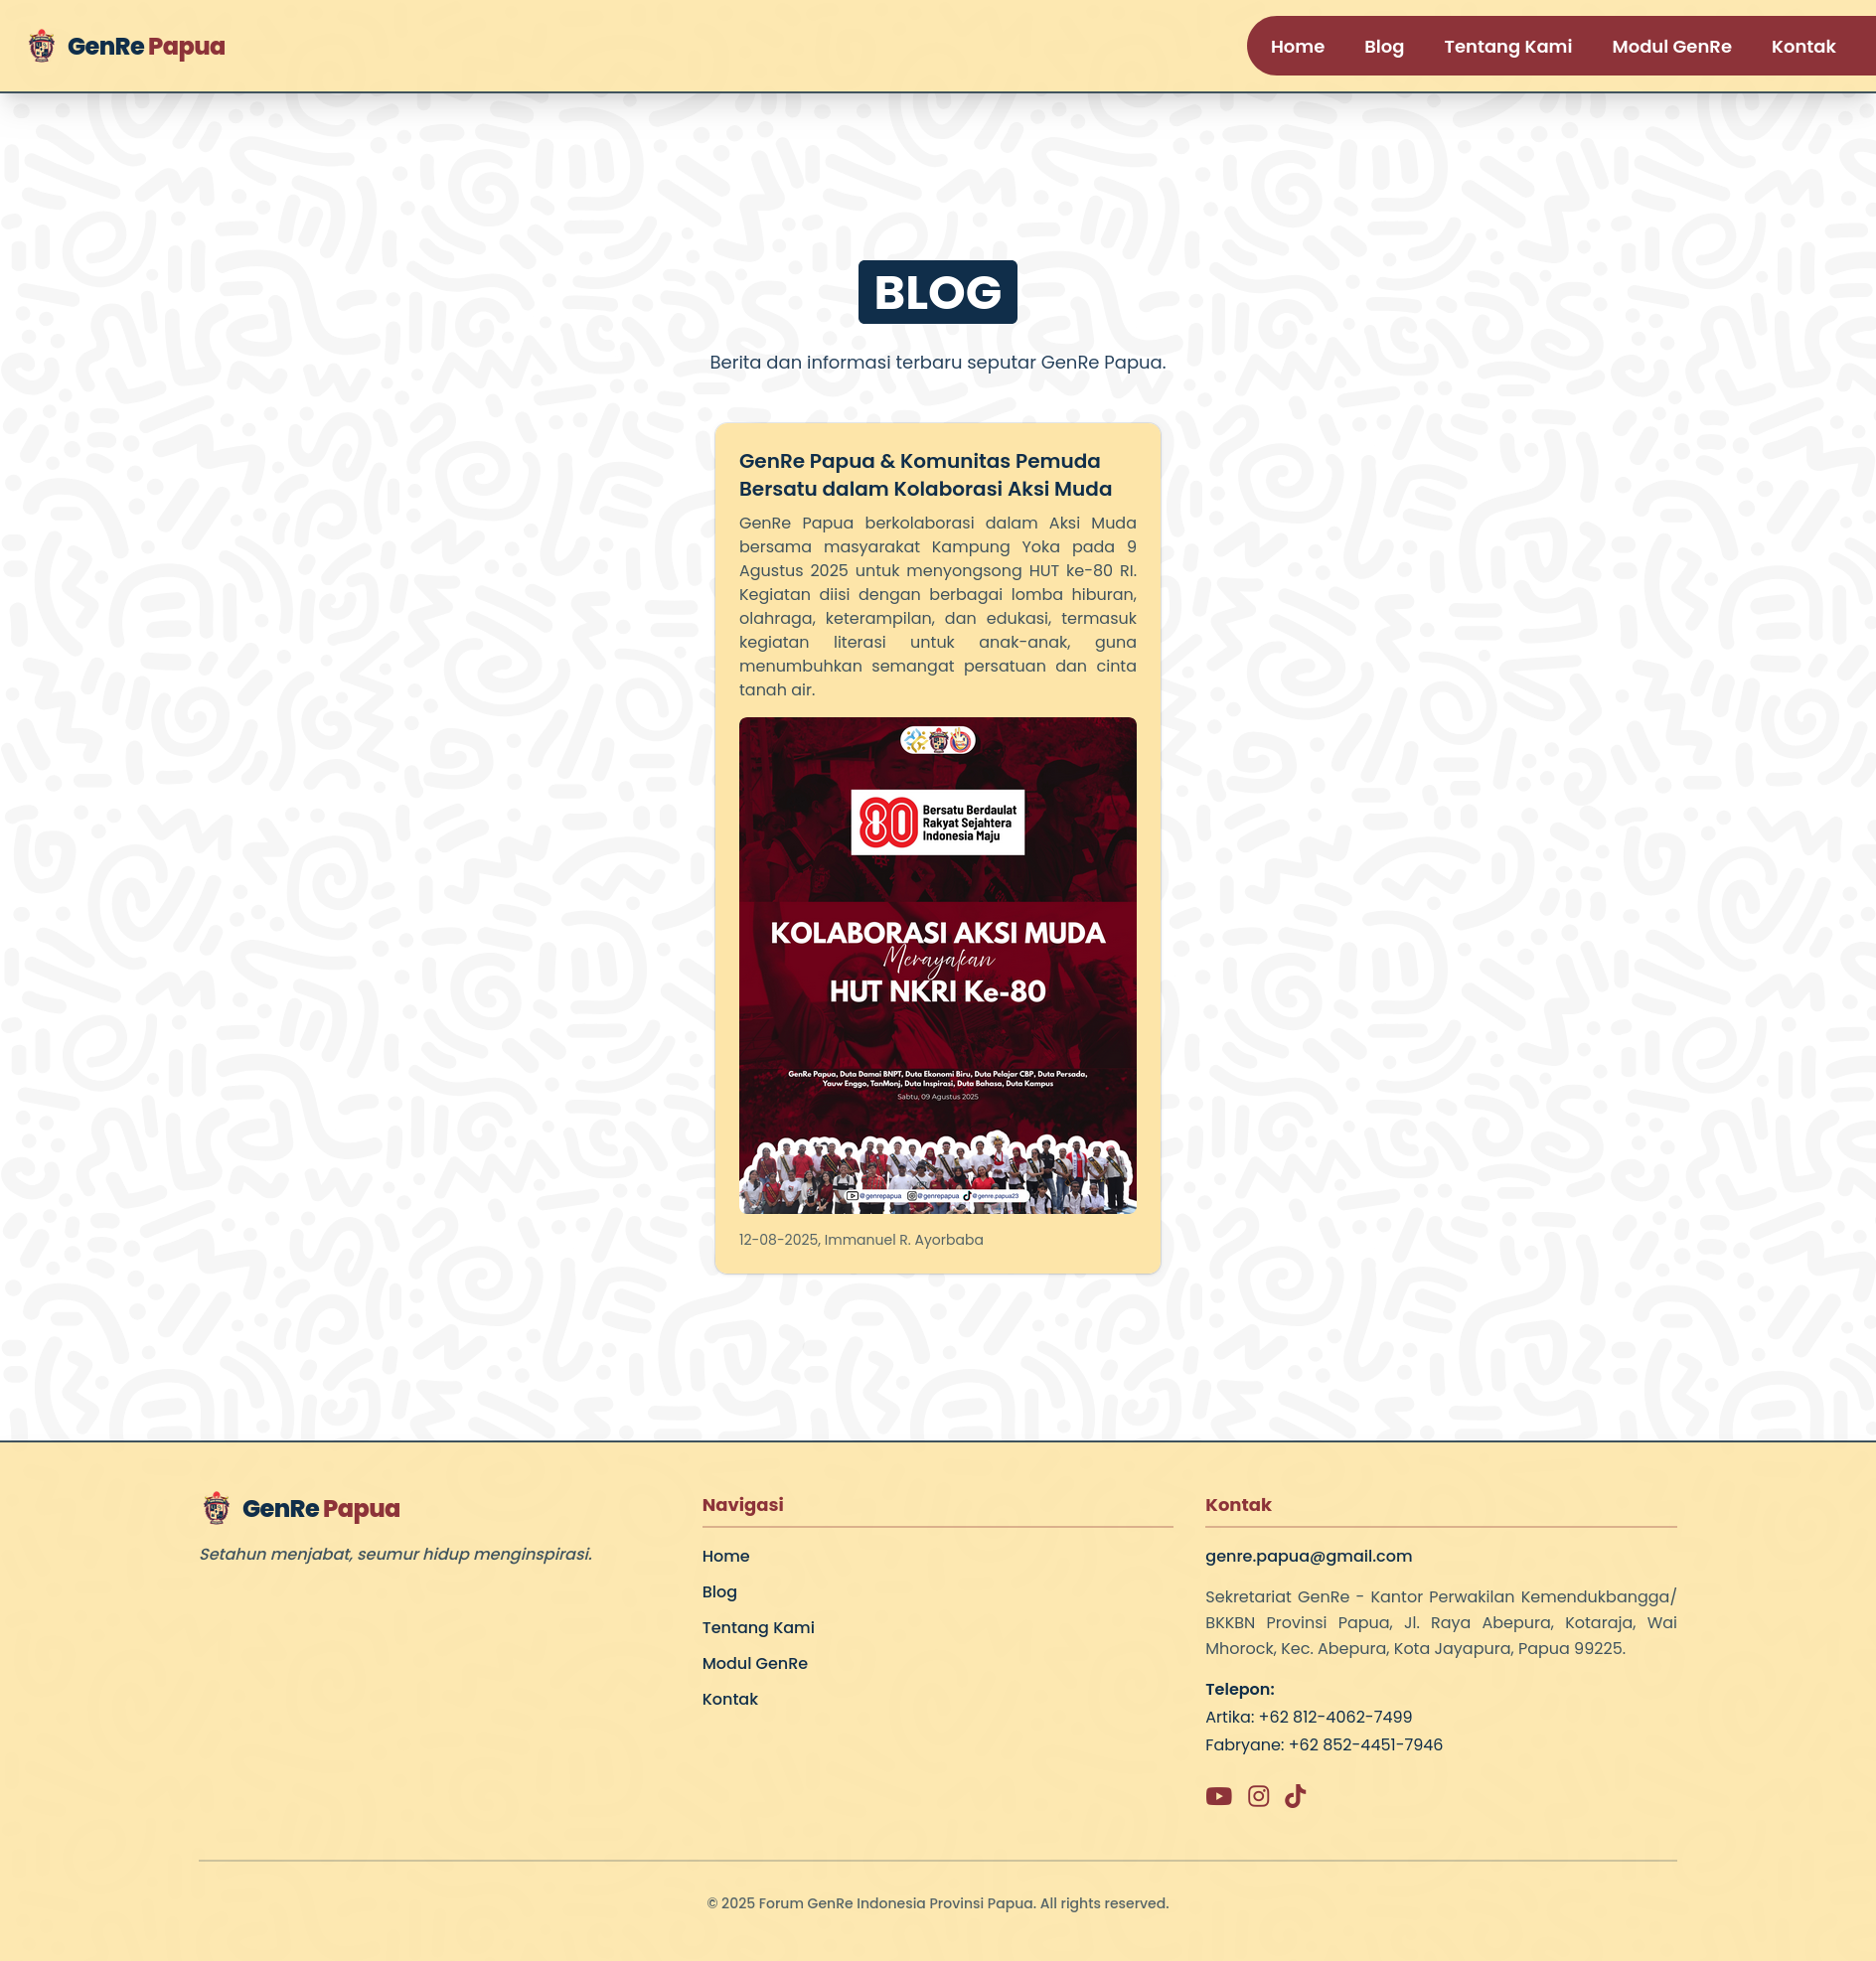 GenRe Papua
Home
Blog
Tentang Kami
Modul GenRe
Kontak
BLOG
Berita dan informasi terbaru seputar GenRe Papua.
GenRe Papua & Komunitas Pemuda
Bersatu dalam Kolaborasi Aksi Muda
GenRe Papua berkolaborasi dalam Aksi Muda
bersama masyarakat Kampung Yoka pada 9
Agustus 2025 untuk menyongsong HUT ke-80 RI.
Kegiatan diisi dengan berbagai lomba hiburan,
olahraga, keterampilan, dan edukasi, termasuk
kegiatan literasi untuk anak-anak, guna
menumbuhkan semangat persatuan dan cinta
tanah air.
80
Bersatu Berdaulat
Rakyat Sejahtera
Indonesia Maju
KOLABORASI AKSI MUDA
Merayakan
HUT NKRI Ke-80
GenRe Papua, Duta Damai BNPT, Duta Ekonomi Biru, Duta Pelajar CBP, Duta Persada,
Yauw Enggo, TanMonj, Duta Inspirasi, Duta Bahasa, Duta Kampus
Sabtu, 09 Agustus 2025
@genrepapua @genrepapua @genre.papua23
12-08-2025, Immanuel R. Ayorbaba
GenRe Papua
Setahun menjabat, seumur hidup menginspirasi.
Navigasi
Home
Blog
Tentang Kami
Modul GenRe
Kontak
Kontak
genre.papua@gmail.com
Sekretariat GenRe - Kantor Perwakilan Kemendukbangga/
BKKBN Provinsi Papua, Jl. Raya Abepura, Kotaraja, Wai
Mhorock, Kec. Abepura, Kota Jayapura, Papua 99225.
Telepon:
Artika: +62 812-4062-7499
Fabryane: +62 852-4451-7946
© 2025 Forum GenRe Indonesia Provinsi Papua. All rights reserved.